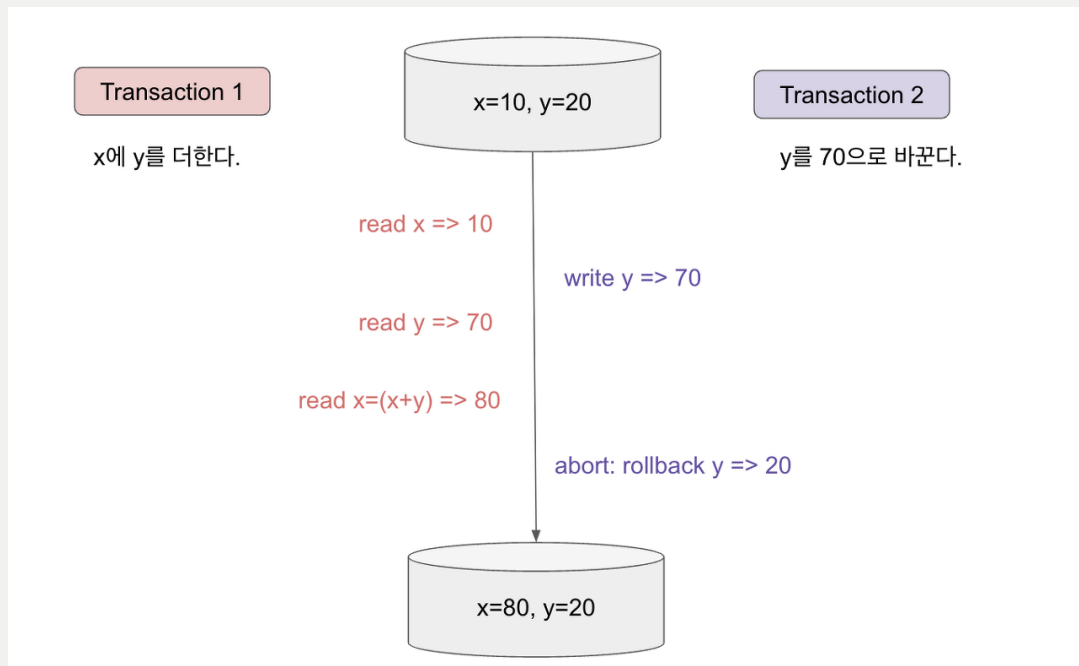 Transaction 1
x=10, y=20
Transaction 2
x에 y를 더한다.
y를 70으로 바꾼다.
read x => 10
write y => 70
read y => 70
read x=(x+y) => 80
abort: rollback y => 20
x=80, y=20